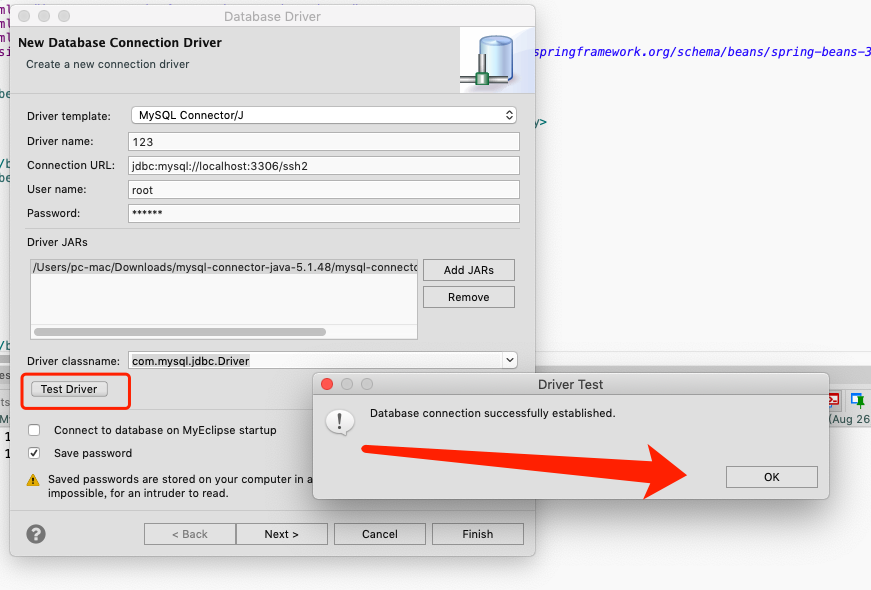 Database Driver
New Database Connection Driver
Create a new connection driver
springframework.org/schema/beans/spring-beans-3
y>
Driver template:
MySQL Connector/J
Driver name:
123
Connection URL:
jdbc:mysql://localhost:3306/ssh2
User name:
root
Password:
******
Driver JARs
/Users/pc-mac/Downloads/mysql-connector-java-5.1.48/mysql-connecto
Add JARs
Remove
Driver classname:
com.mysql.jdbc.Driver
Test Driver
Driver Test
Database connection successfully established.
OK
(Aug 26
Connect to database on MyEclipse startup
Save password
Saved passwords are stored on your computer in a
impossible, for an intruder to read.
?
< Back
Next >
Cancel
Finish